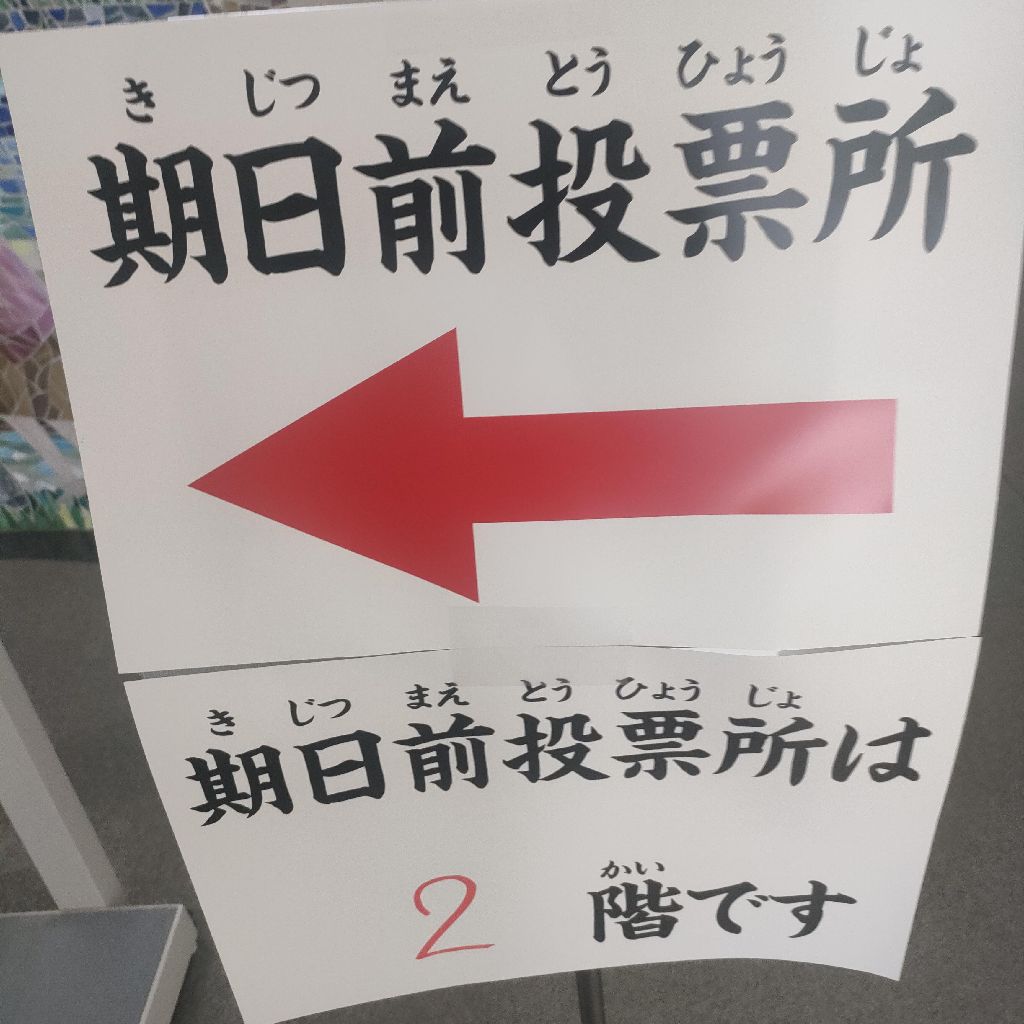 き じつ まえ とう ひょう じょ
期日前投票所
き じつ まえ とう ひょう じょ
期日前投票所は
かい
2 階です